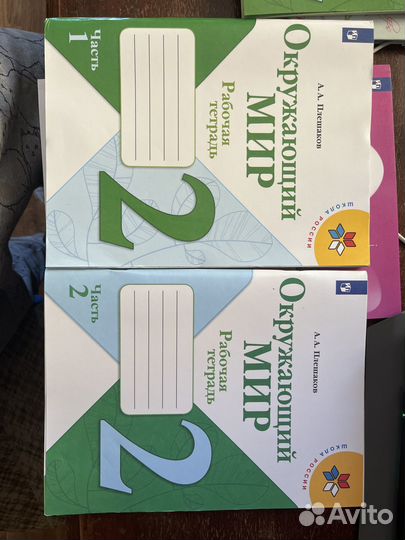 А. А. Плешаков
Окружающий
МИР
Рабочая
тетрадь
2
Часть
1
ШКОЛА РОССИИ
А. А. Плешаков
Окружающий
МИР
Рабочая
тетрадь
2
Часть
2
ШКОЛА РОССИИ
Avito